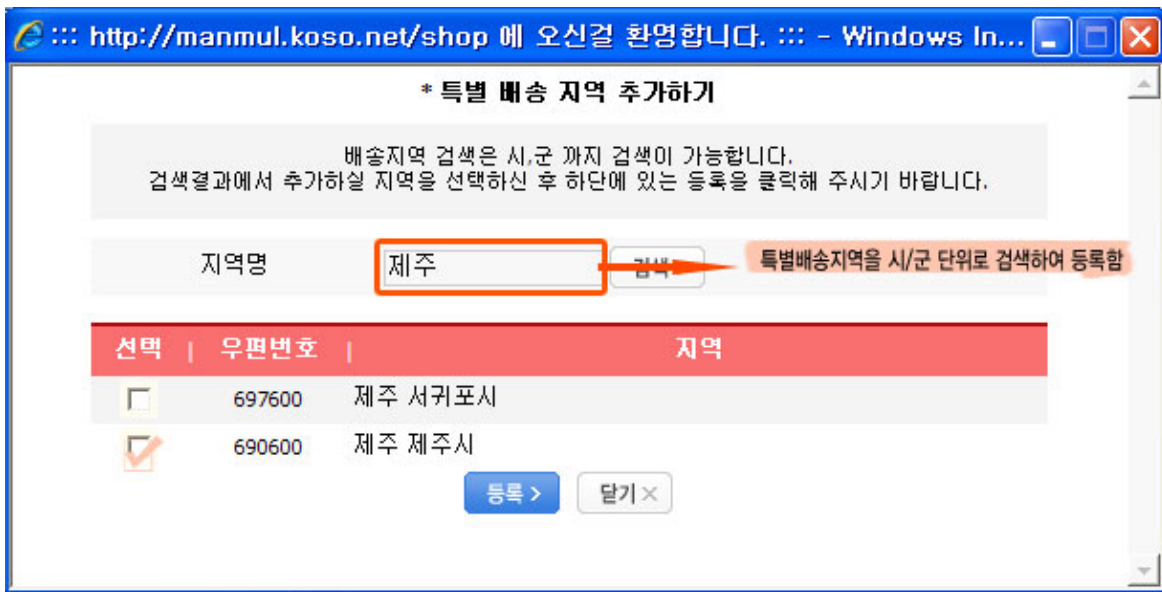 ::: http://manmul.koso.net/shop 에 오신걸 환영합니다. ::: - Windows In...
* 특별 배송 지역 추가하기
배송지역 검색은 시,군 까지 검색이 가능합니다.
검색결과에서 추가하실 지역을 선택하신 후 하단에 있는 등록을 클릭해 주시기 바랍니다.
지역명 제주 검색 특별배송지역을 시/군 단위로 검색하여 등록함
선택 | 우편번호 | 지역
697600 제주 서귀포시
690600 제주 제주시
등록 > 닫기 ×